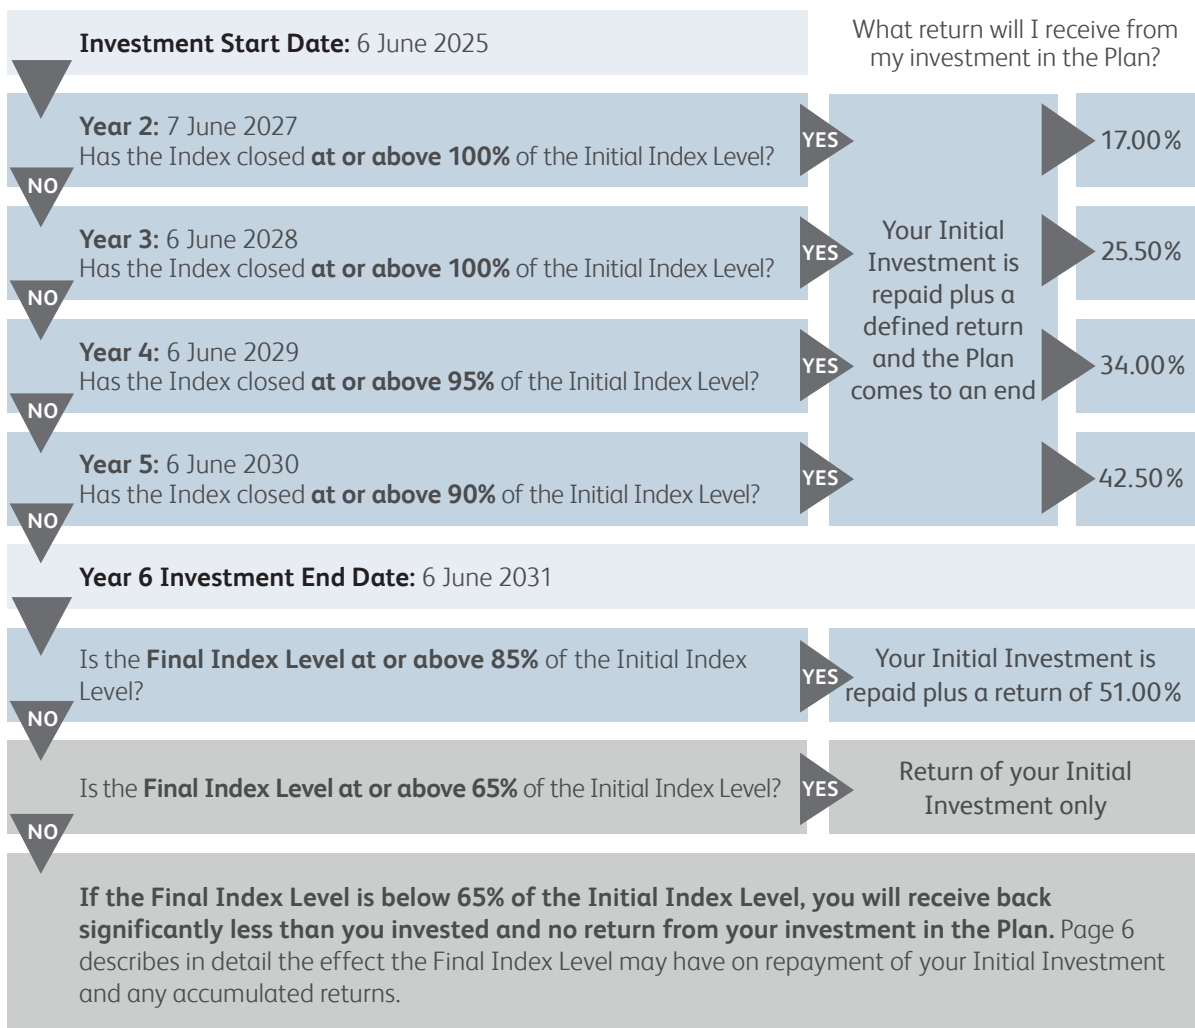 Investment Start Date: 6 June 2025
What return will I receive from
my investment in the Plan?
Year 2: 7 June 2027
Has the Index closed at or above 100% of the Initial Index Level?
YES
17.00%
NO
Year 3: 6 June 2028
Has the Index closed at or above 100% of the Initial Index Level?
YES
25.50%
NO
Year 4: 6 June 2029
Has the Index closed at or above 95% of the Initial Index Level?
YES
34.00%
NO
Year 5: 6 June 2030
Has the Index closed at or above 90% of the Initial Index Level?
YES
42.50%
NO
Your Initial
Investment is
repaid plus a
defined return
and the Plan
comes to an end
Year 6 Investment End Date: 6 June 2031
Is the Final Index Level at or above 85% of the Initial Index
Level?
YES
Your Initial Investment is
repaid plus a return of 51.00%
NO
Is the Final Index Level at or above 65% of the Initial Index Level?
YES
Return of your Initial
Investment only
NO
If the Final Index Level is below 65% of the Initial Index Level, you will receive back
significantly less than you invested and no return from your investment in the Plan. Page 6
describes in detail the effect the Final Index Level may have on repayment of your Initial Investment
and any accumulated returns.